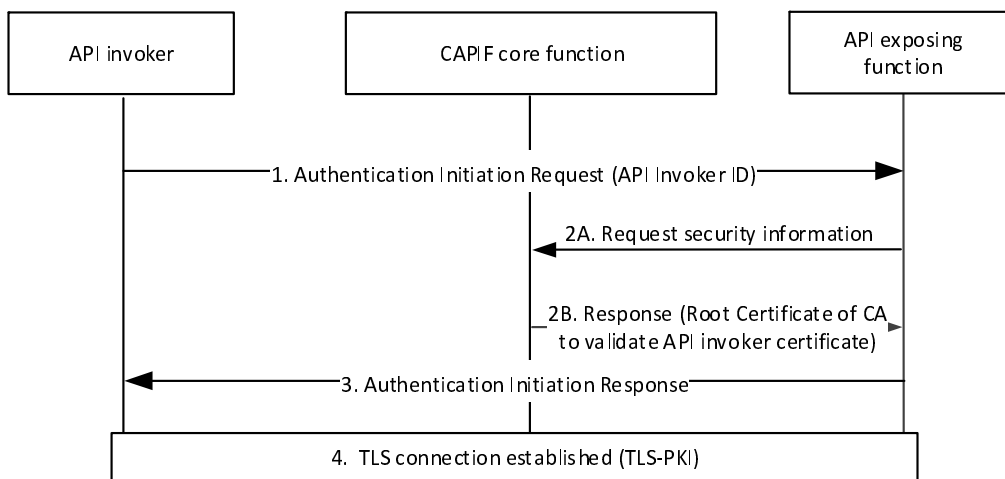 API invoker
CAPIF core function
API exposing
function
1. Authentication Initiation Request (API Invoker ID)
2A. Request security information
2B. Response (Root Certificate of CA
to validate API invoker certificate)
3. Authentication Initiation Response
4. TLS connection established (TLS-PKI)